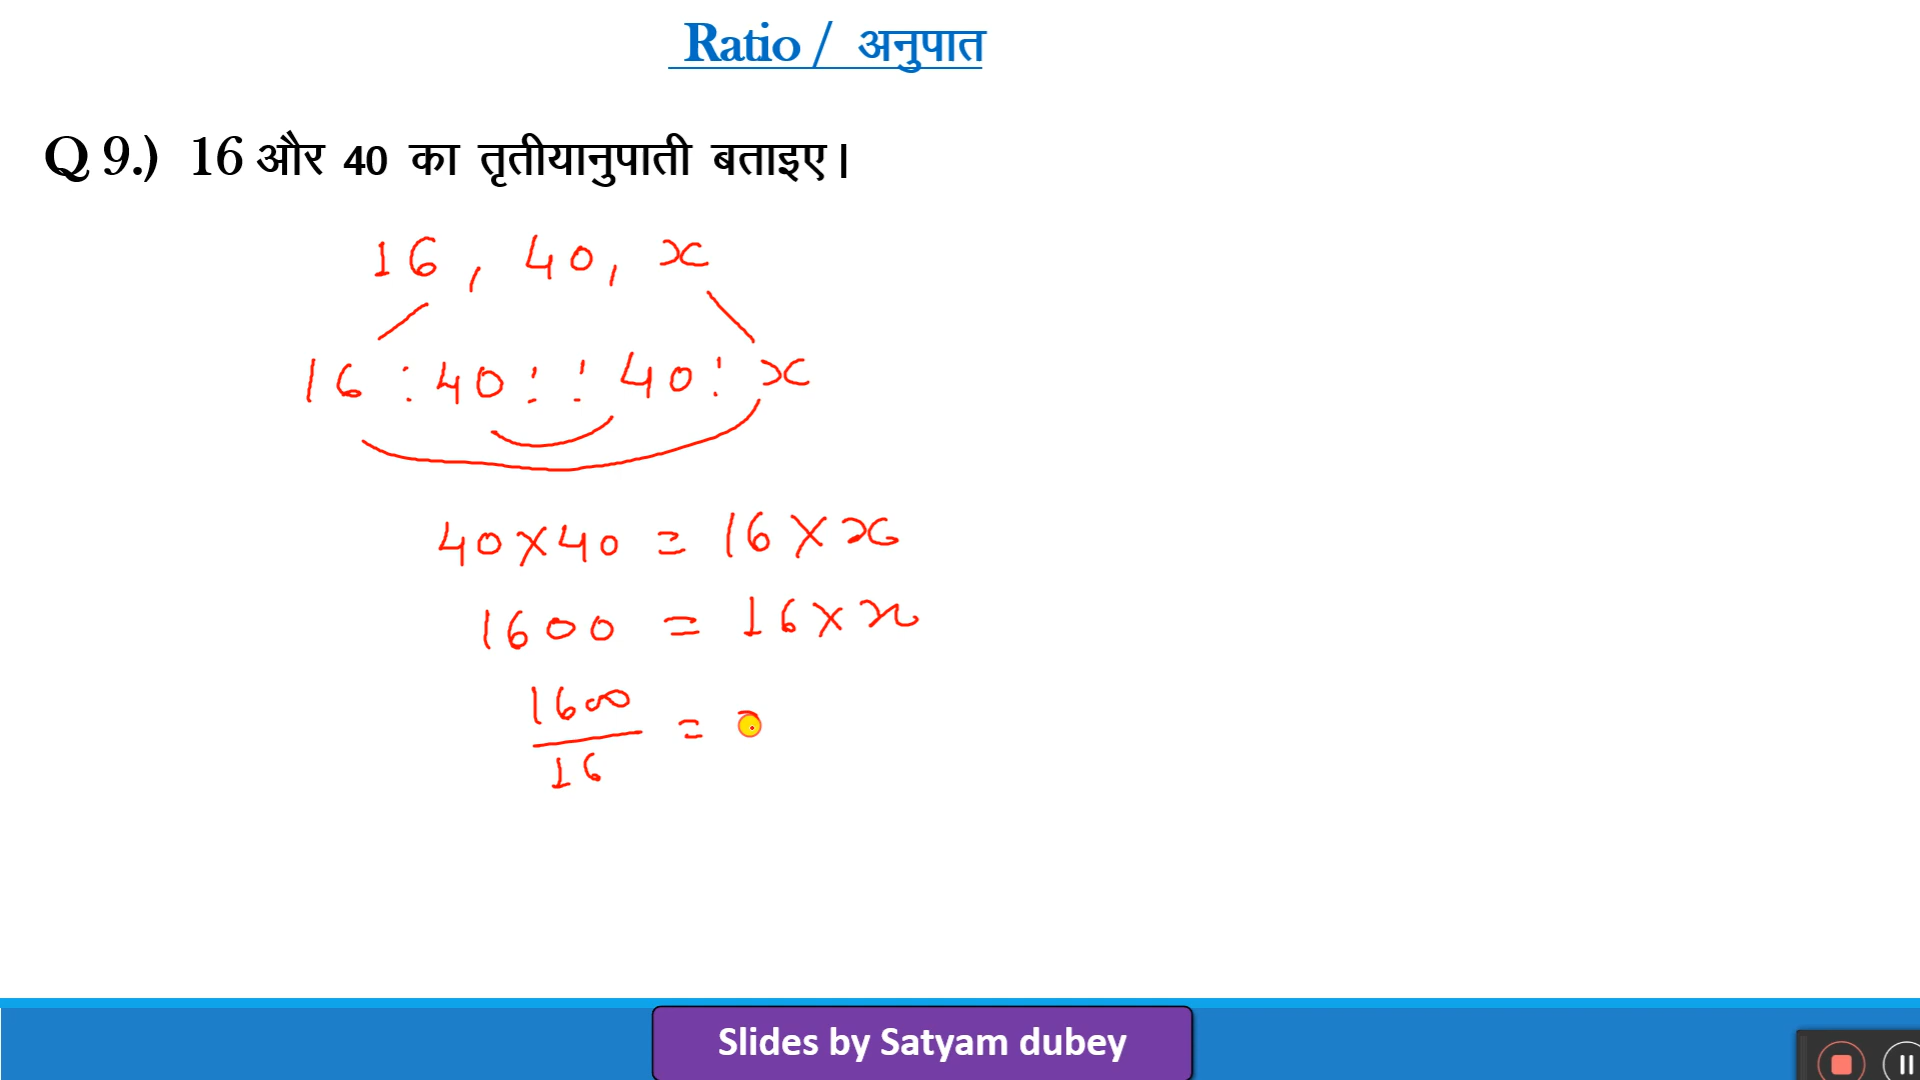 Ratio / अनुपात
Q 9.) 16 और 40 का तृतीयानुपाती बताइए।
16 , 40 , x
16 : 40 : : 40 : x
40 × 40 = 16 × x
1600 = 16 × x
1600
16
=
Slides by Satyam dubey